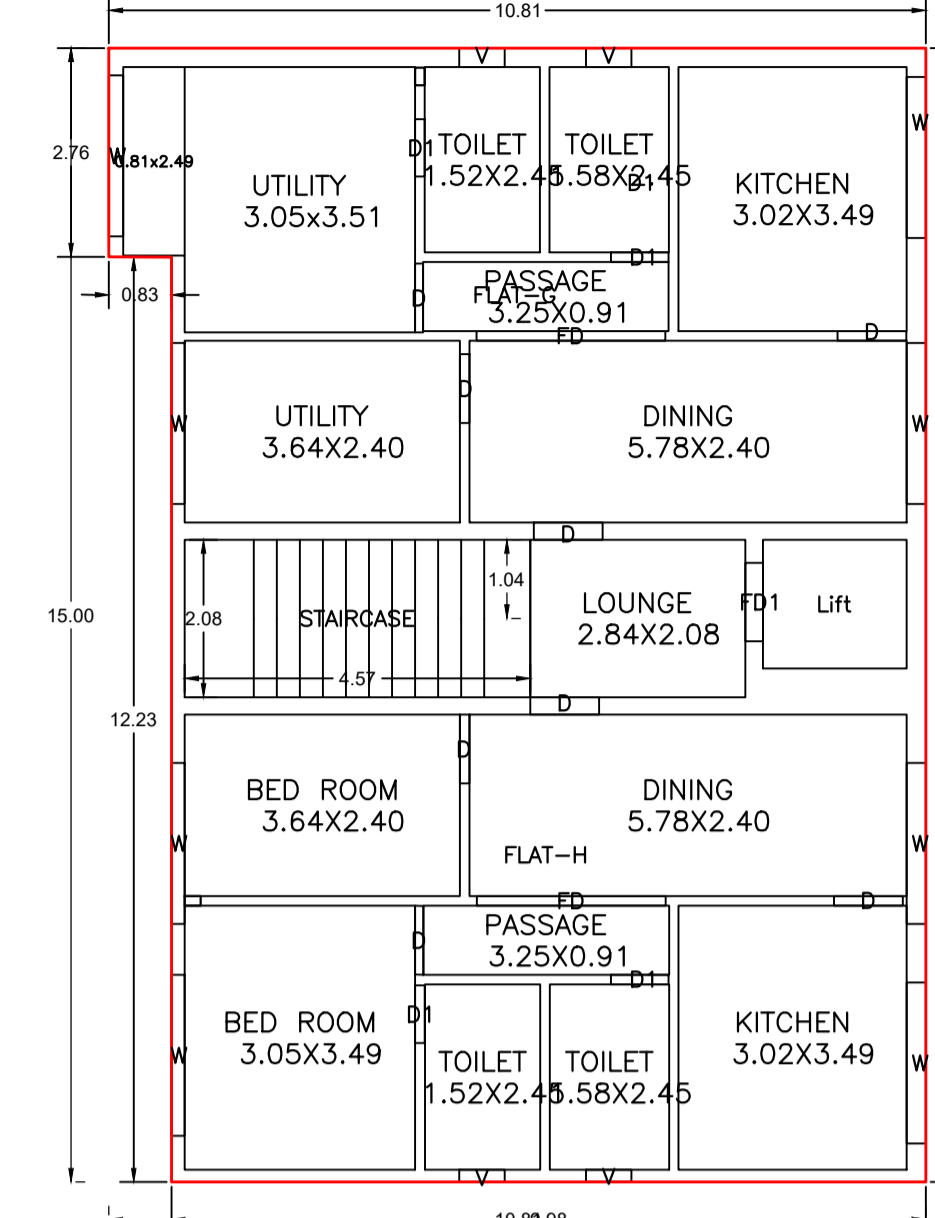 10.81
V V
W
2.76
W
0.81x2.49
D1
TOILET
1.52X2.45
TOILET
1.58X2.45
D1
UTILITY
3.05x3.51
KITCHEN
3.02X3.49
D1
0.83
D
PASSAGE
FLAT-G
3.25X0.91
FD
D
D
W
UTILITY
3.64X2.40
DINING
5.78X2.40
W
D
1.04
15.00
2.08
STAIRCASE
LOUNGE
2.84X2.08
FD1
Lift
4.57
D
12.23
D
BED ROOM
3.64X2.40
DINING
5.78X2.40
W
FLAT-H
W
FD
D
D
PASSAGE
3.25X0.91
D1
D1
BED ROOM
3.05X3.49
KITCHEN
3.02X3.49
W
TOILET
1.52X2.45
TOILET
1.58X2.45
W
V V